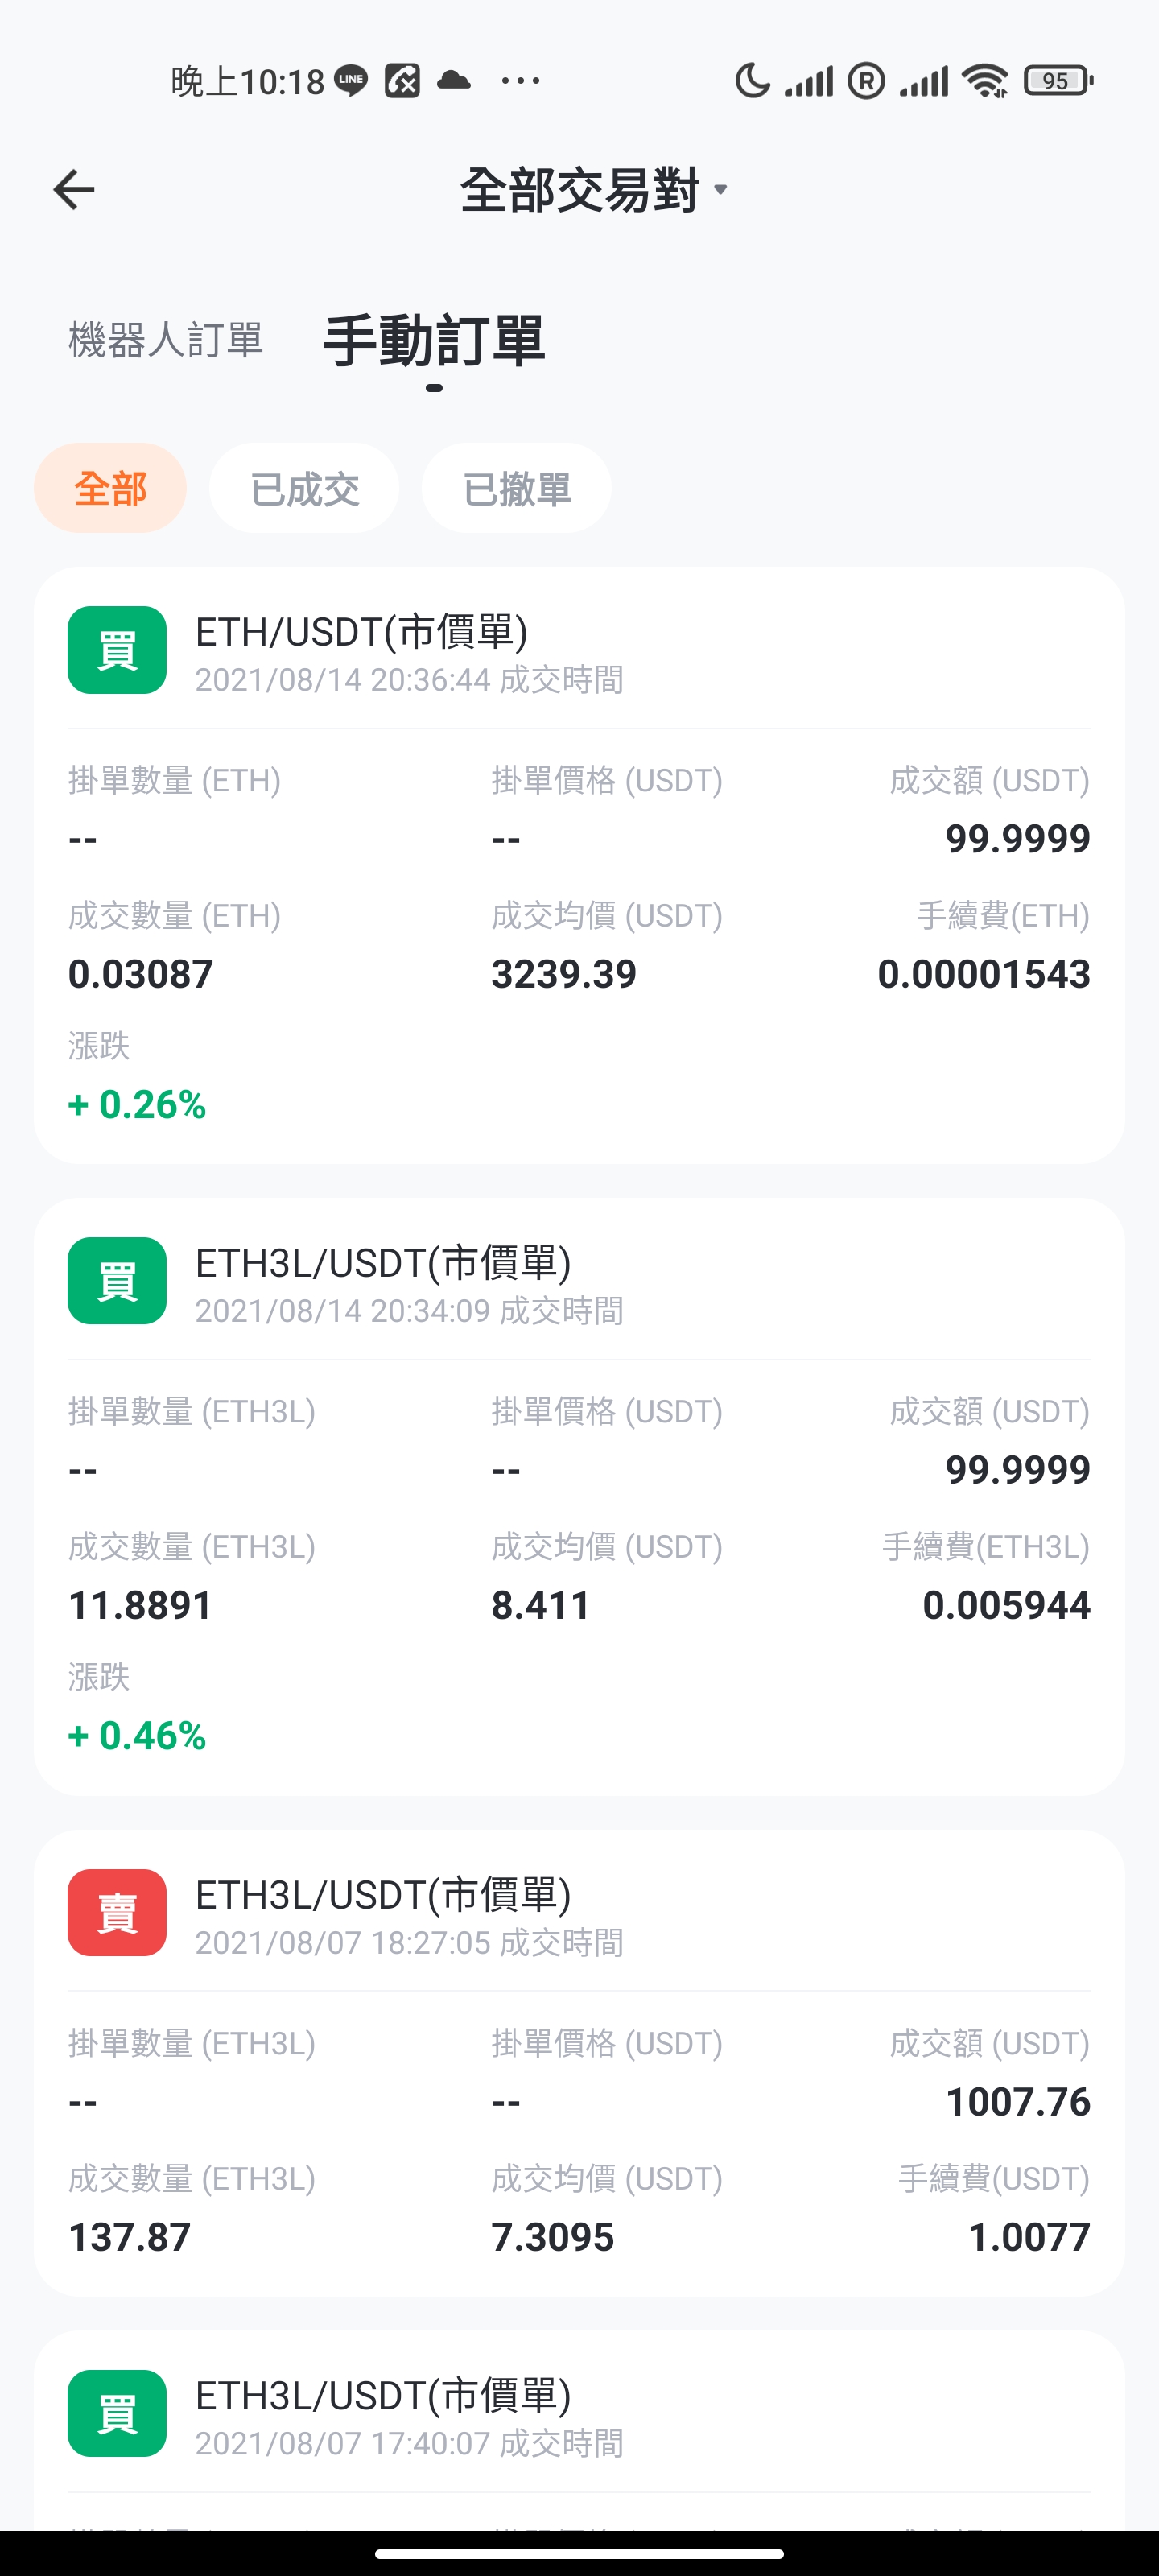 晚上10:18 LINE R 95
全部交易對
機器人訂單 手動訂單
全部 已成交 已撤單
買 ETH/USDT(市價單)
2021/08/14 20:36:44 成交時間
掛單數量 (ETH) 掛單價格 (USDT) 成交額 (USDT)
-- -- 99.9999
成交數量 (ETH) 成交均價 (USDT) 手續費(ETH)
0.03087 3239.39 0.00001543
漲跌
+ 0.26%
買 ETH3L/USDT(市價單)
2021/08/14 20:34:09 成交時間
掛單數量 (ETH3L) 掛單價格 (USDT) 成交額 (USDT)
-- -- 99.9999
成交數量 (ETH3L) 成交均價 (USDT) 手續費(ETH3L)
11.8891 8.411 0.005944
漲跌
+ 0.46%
賣 ETH3L/USDT(市價單)
2021/08/07 18:27:05 成交時間
掛單數量 (ETH3L) 掛單價格 (USDT) 成交額 (USDT)
-- -- 1007.76
成交數量 (ETH3L) 成交均價 (USDT) 手續費(USDT)
137.87 7.3095 1.0077
買 ETH3L/USDT(市價單)
2021/08/07 17:40:07 成交時間